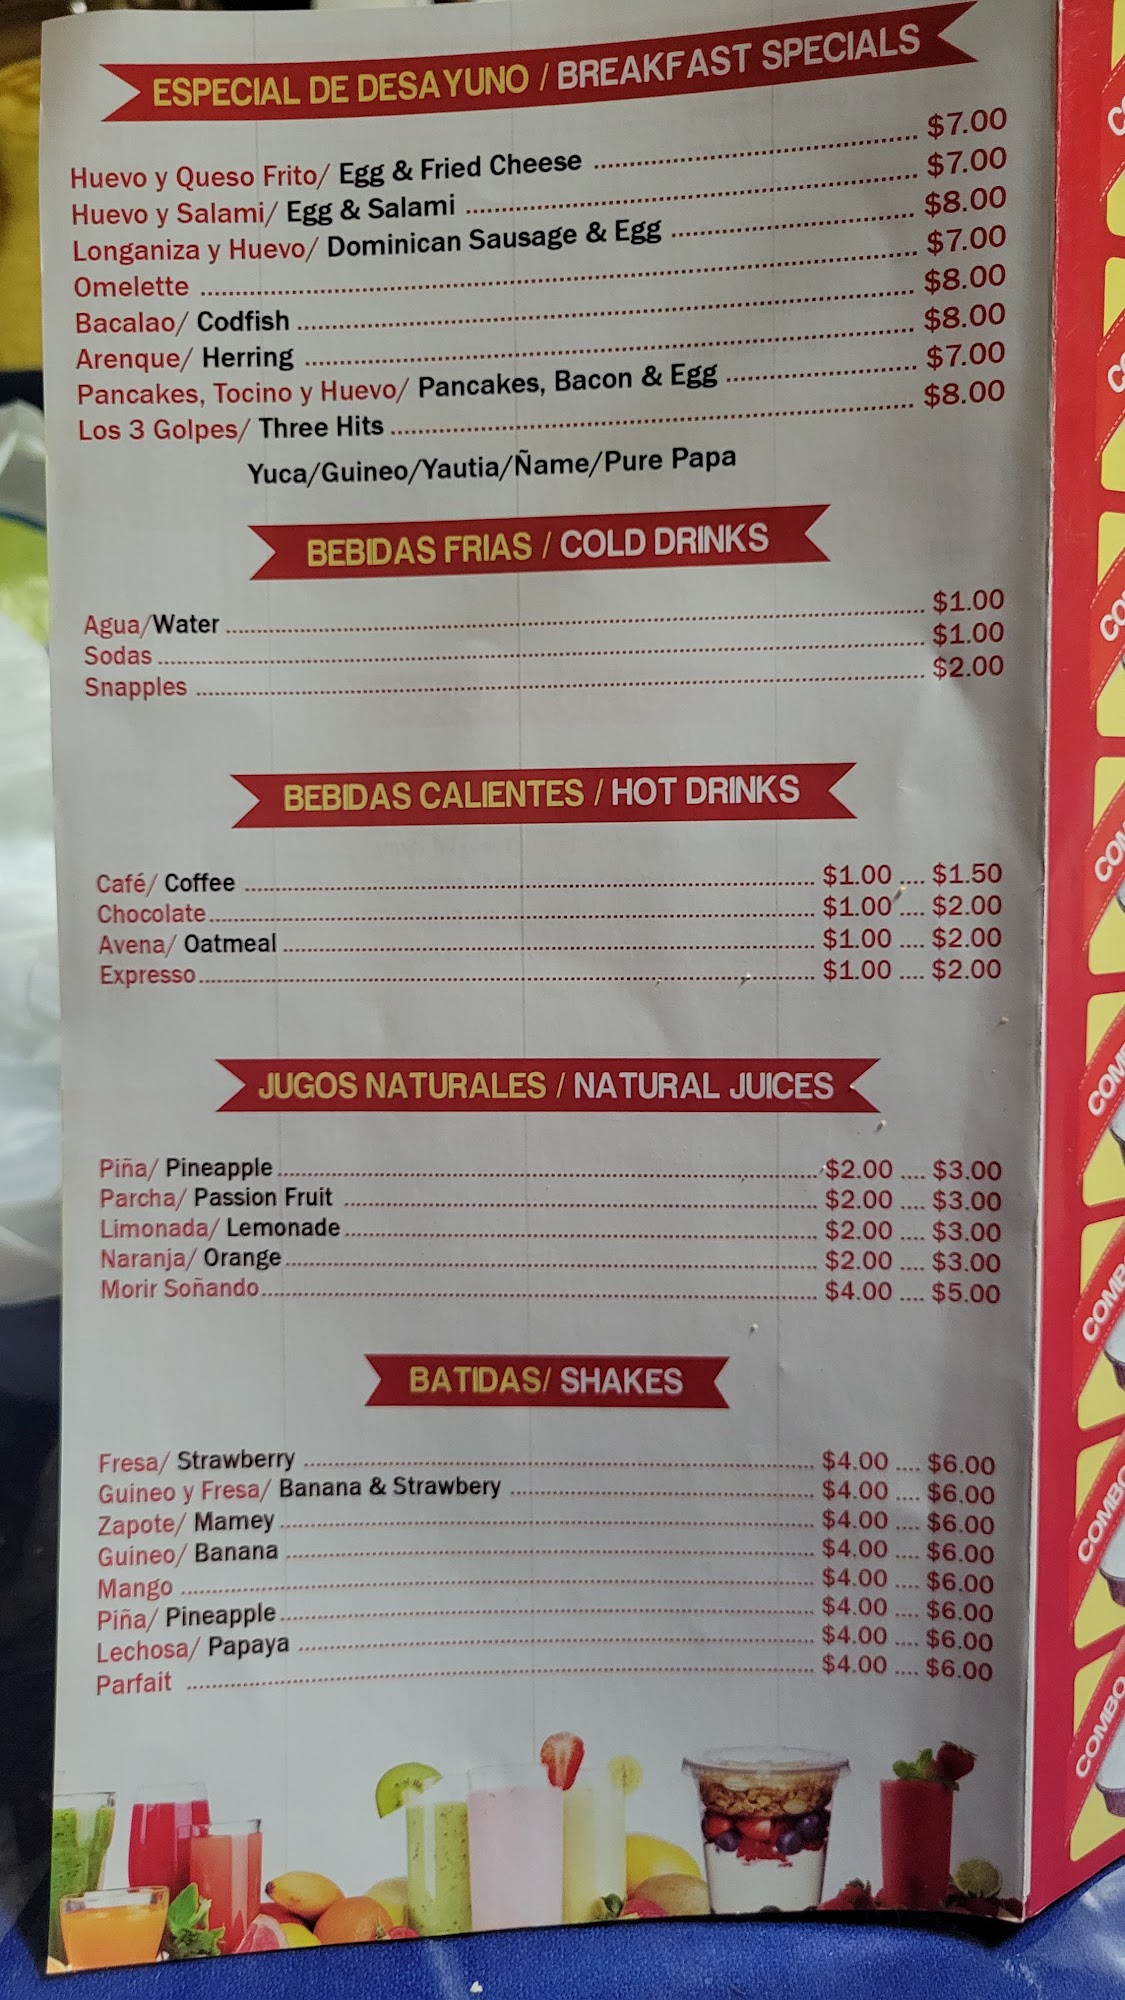 ESPECIAL DE DESAYUNO / BREAKFAST SPECIALS
Huevo y Queso Frito/ Egg & Fried Cheese ........ $7.00
Huevo y Salami/ Egg & Salami ........ $7.00
Longaniza y Huevo/ Dominican Sausage & Egg ........ $8.00
Omelette ........ $7.00
Bacalao/ Codfish ........ $8.00
Arenque/ Herring ........ $8.00
Pancakes, Tocino y Huevo/ Pancakes, Bacon & Egg ........ $7.00
Los 3 Golpes/ Three Hits ........ $8.00
Yuca/Guineo/Yautia/Ñame/Pure Papa
BEBIDAS FRIAS / COLD DRINKS
Agua/Water ........ $1.00
Sodas ........ $1.00
Snapples ........ $2.00
BEBIDAS CALIENTES / HOT DRINKS
Café/ Coffee ........ $1.00 .... $1.50
Chocolate ........ $1.00 .... $2.00
Avena/ Oatmeal ........ $1.00 .... $2.00
Expresso ........ $1.00 .... $2.00
JUGOS NATURALES / NATURAL JUICES
Piña/ Pineapple ........ $2.00 .... $3.00
Parcha/ Passion Fruit ........ $2.00 .... $3.00
Limonada/ Lemonade ........ $2.00 .... $3.00
Naranja/ Orange ........ $2.00 .... $3.00
Morir Soñando ........ $4.00 .... $5.00
BATIDAS/ SHAKES
Fresa/ Strawberry ........ $4.00 .... $6.00
Guineo y Fresa/ Banana & Strawbery ........ $4.00 .... $6.00
Zapote/ Mamey ........ $4.00 .... $6.00
Guineo/ Banana ........ $4.00 .... $6.00
Mango ........ $4.00 .... $6.00
Piña/ Pineapple ........ $4.00 .... $6.00
Lechosa/ Papaya ........ $4.00 .... $6.00
Parfait ........ $4.00 .... $6.00
COMBO
COMBO
COMBO